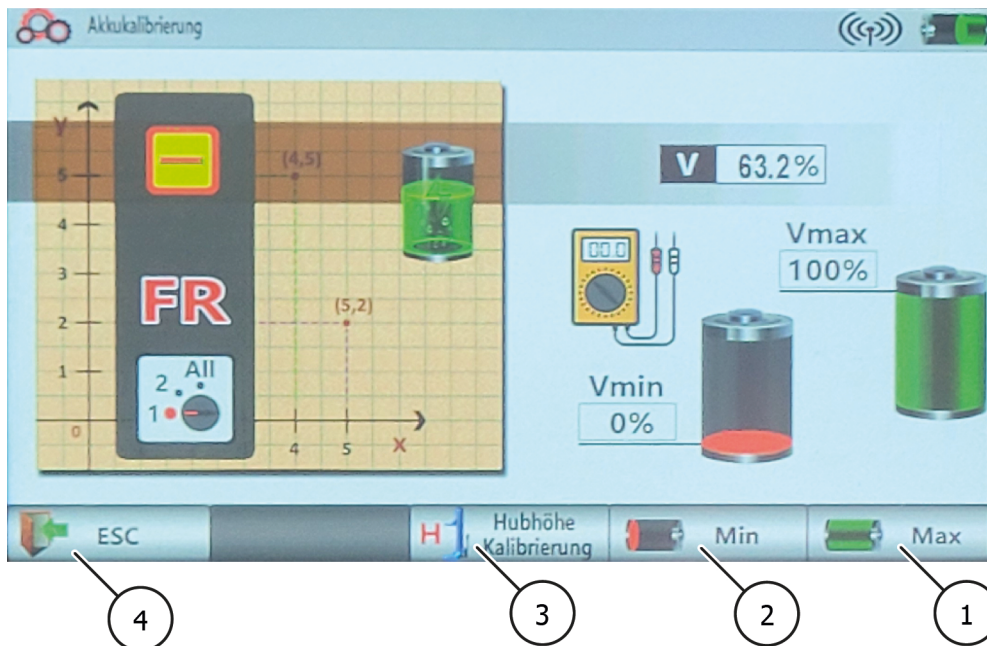 Akkukalibrierung
y
5
4
3
2
1
0
(4,5)
(5,2)
4
5
X
FR
All
2
1
V 63.2%
00.0
Vmax
100%
Vmin
0%
ESC
H
Hubhöhe
Kalibrierung
Min
Max
4
3
2
1